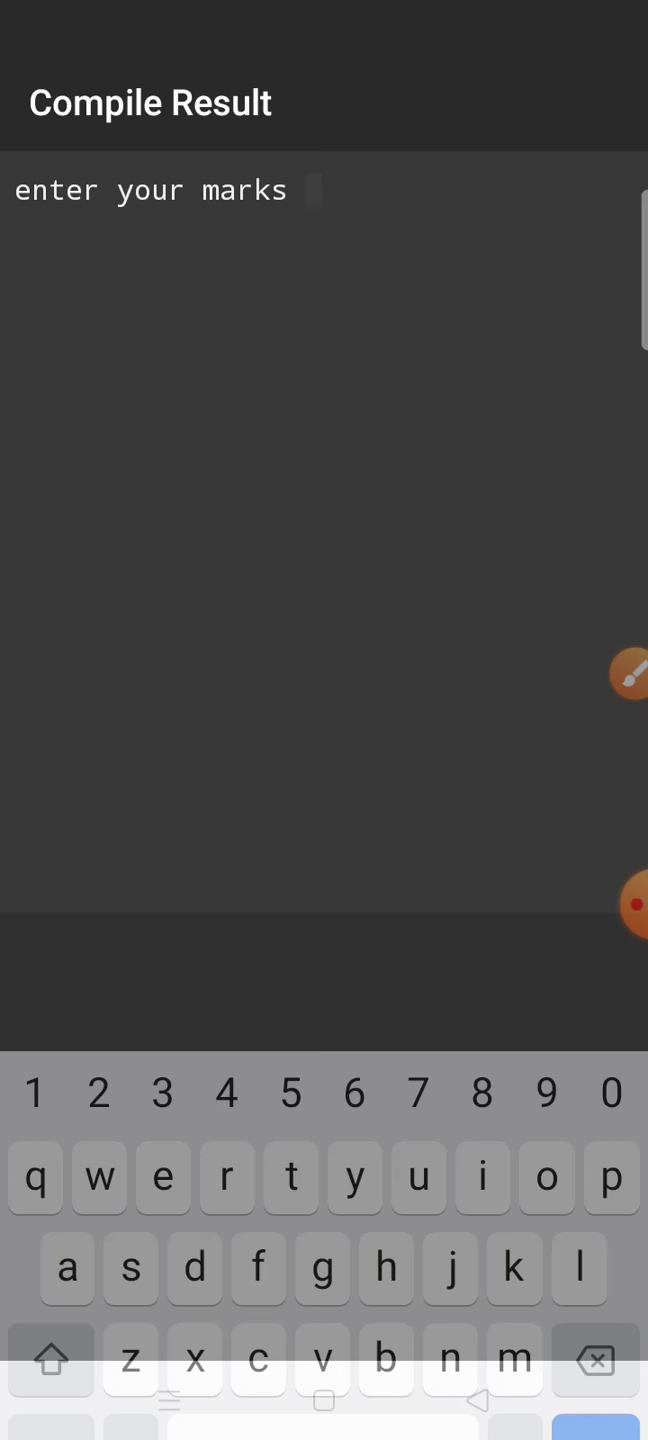 Compile Result
enter your marks
1 2 3 4 5 6 7 8 9 0
q w e r t y u i o p
a s d f g h j k l
z x c v b n m